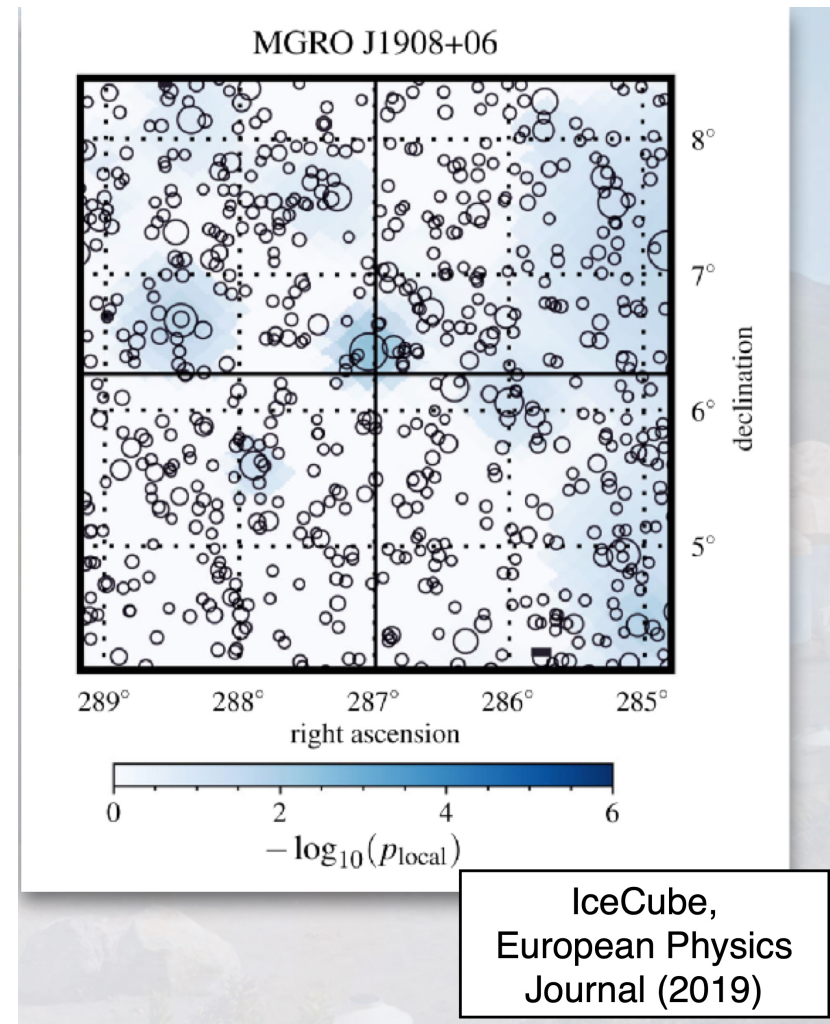 MGRO J1908+06
8°
7°
6°
5°
declination
289° 288° 287° 286° 285°
right ascension
0 2 4 6
− log₁₀(p_local)
IceCube,
European Physics
Journal (2019)